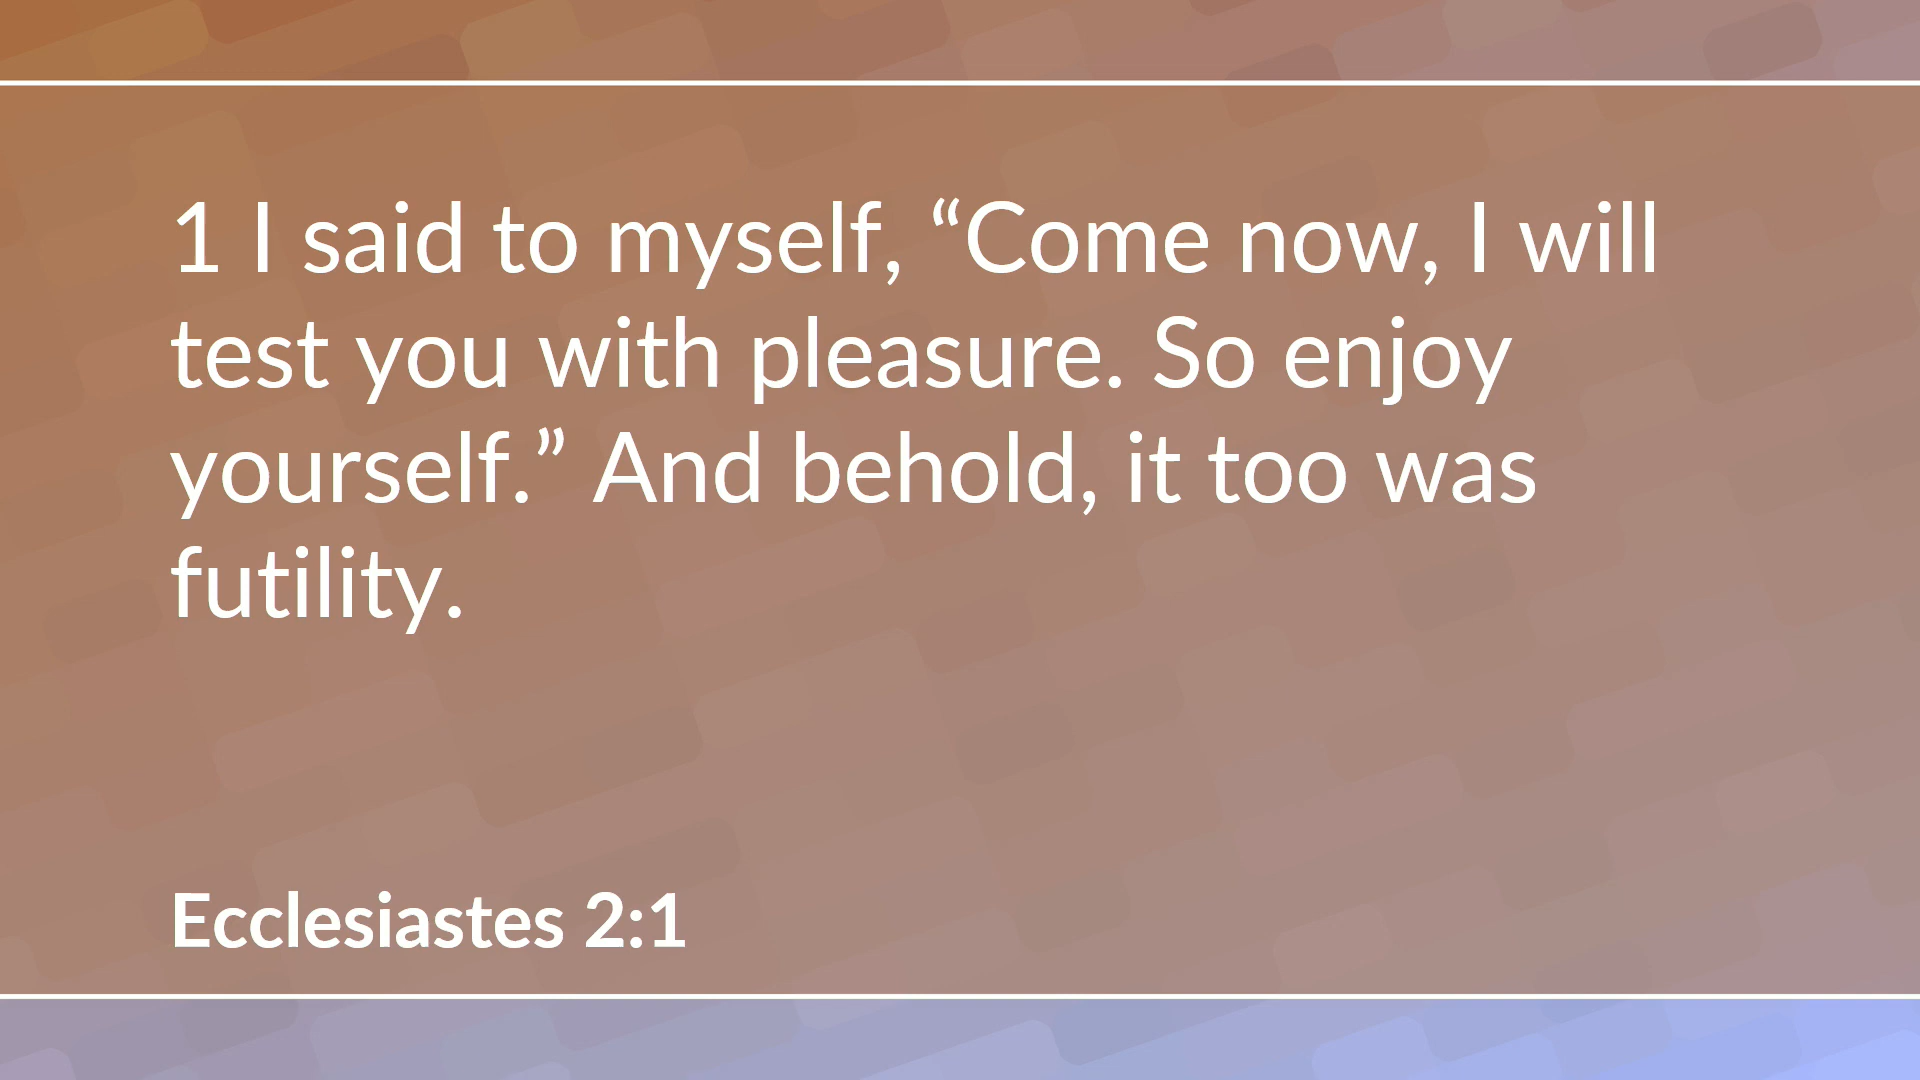 1 I said to myself, “Come now, I will
test you with pleasure. So enjoy
yourself.” And behold, it too was
futility.
Ecclesiastes 2:1